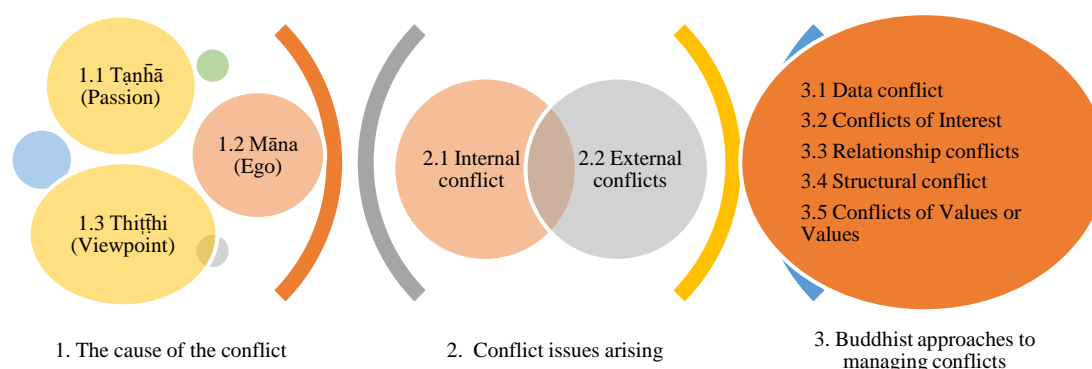 1.1 Taṇh̄ā
(Passion)
1.2 Māna
(Ego)
1.3 Thiṭṭ̄hi
(Viewpoint)
2.1 Internal
conflict
2.2 External
conflicts
3.1 Data conflict
3.2 Conflicts of Interest
3.3 Relationship conflicts
3.4 Structural conflict
3.5 Conflicts of Values or
Values
1. The cause of the conflict
2. Conflict issues arising
3. Buddhist approaches to
managing conflicts